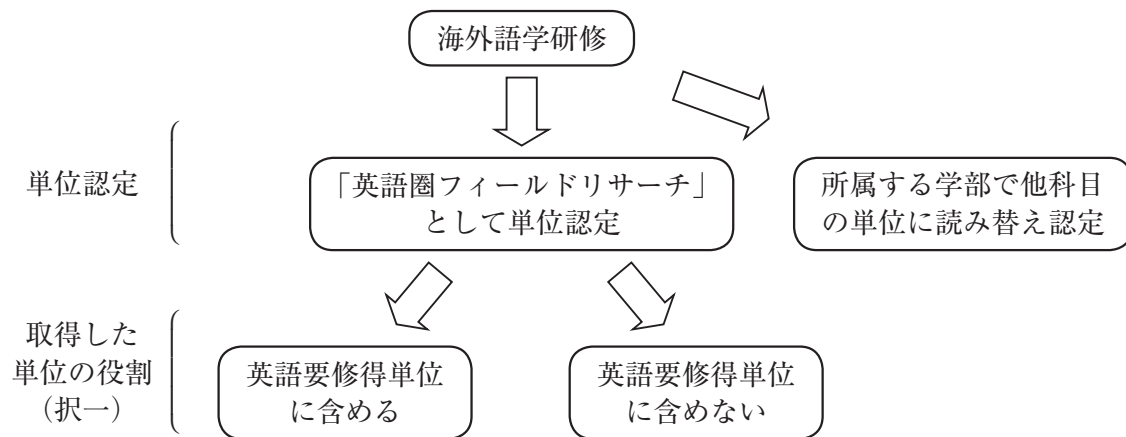 海外語学研修
単位認定
「英語圏フィールドリサーチ」
として単位認定
所属する学部で他科目
の単位に読み替え認定
取得した
単位の役割
（択一）
英語要修得単位
に含める
英語要修得単位
に含めない